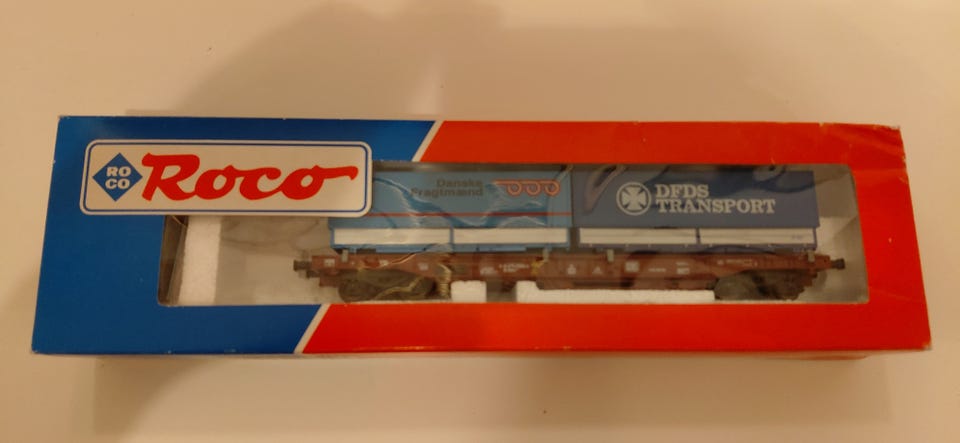 RO
CO
Roco
Danske
Fragtmænd
DFDS
TRANSPORT